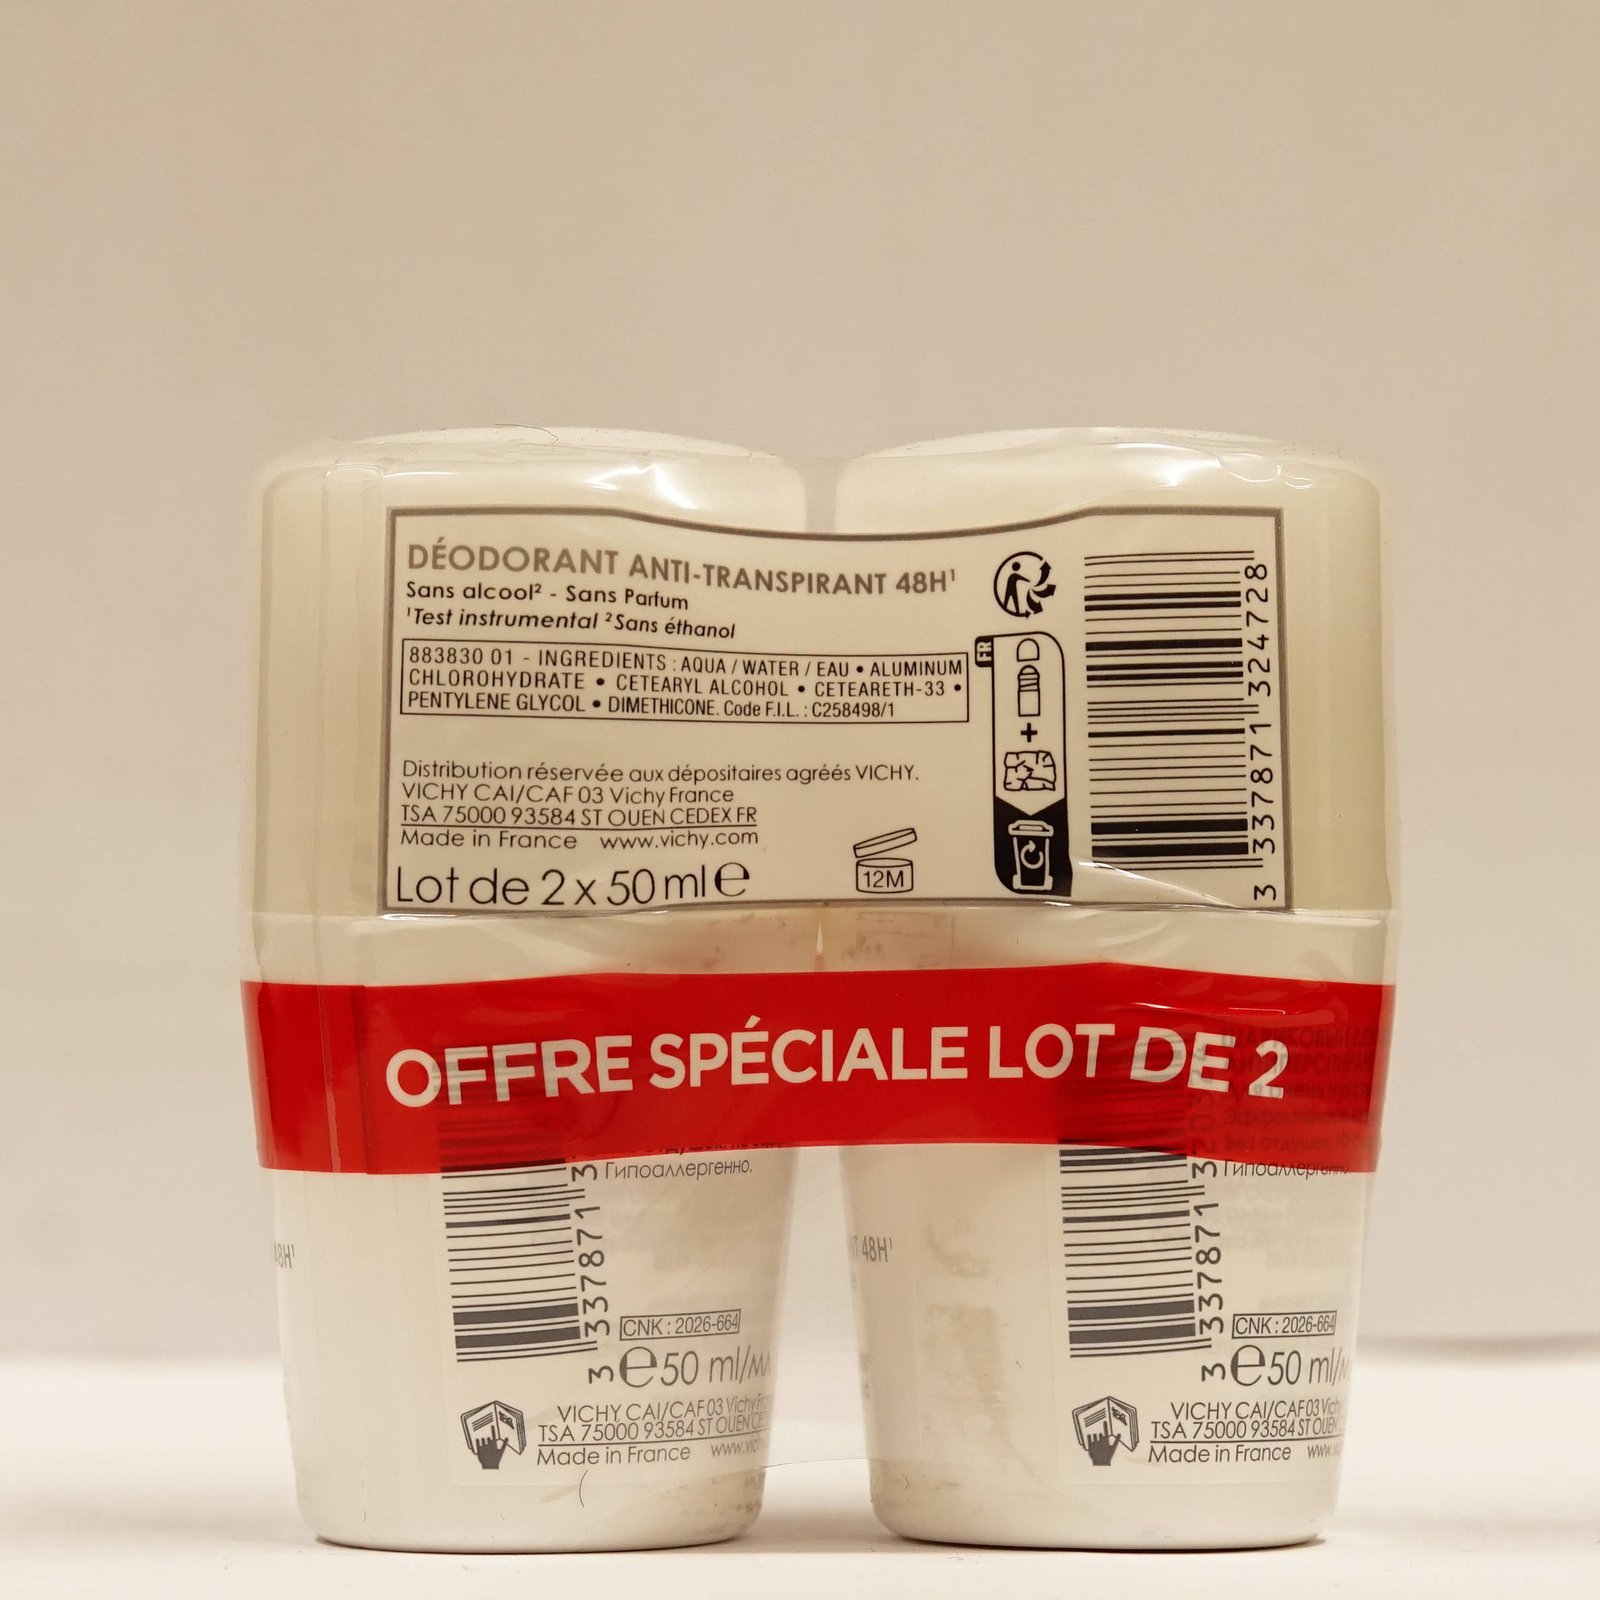 DÉODORANT ANTI-TRANSPIRANT 48H¹
Sans alcool² - Sans Parfum
¹Test instrumental ²Sans éthanol
883830 01 - INGREDIENTS : AQUA / WATER / EAU • ALUMINUM
CHLOROHYDRATE • CETEARYL ALCOHOL • CETEARETH-33 •
PENTYLENE GLYCOL • DIMETHICONE. Code F.I.L. : C258498/1
Distribution réservée aux dépositaires agréés VICHY.
VICHY CAI/CAF 03 Vichy France
TSA 75000 93584 ST OUEN CEDEX FR
Made in France www.vichy.com
Lot de 2 x 50 ml e
12M
FR
3 337871 324728
OFFRE SPÉCIALE LOT DE 2
Гипоаллергенно.
48H¹
3 337871 3
CNK : 2026-664
e 50 ml/
VICHY CAI/CAF 03 Vichy
TSA 75000 93584 ST OUEN
Made in France
Гипоаллергенно.
48H¹
3 337871 3
CNK : 2026-664
e 50 ml/
VICHY CAI/CAF 03
TSA 75000 93584 ST OUEN
Made in France